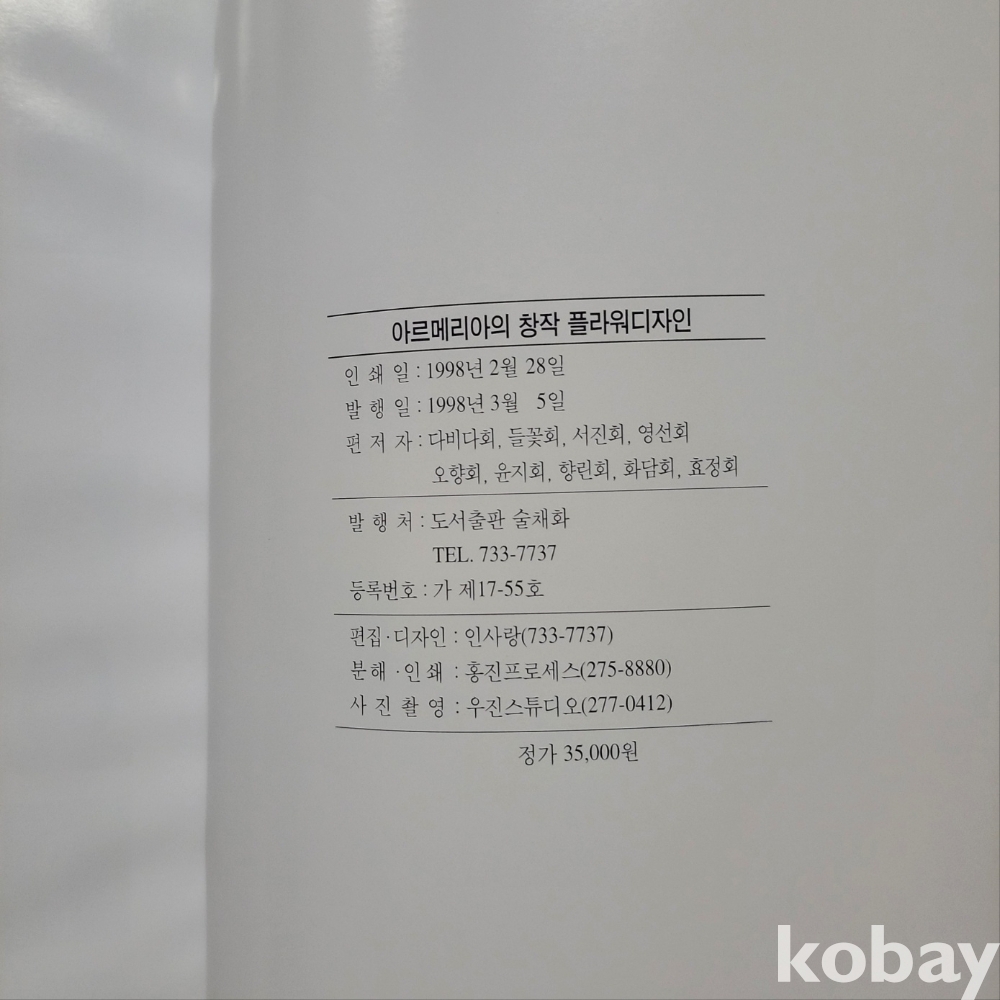 아르메리아의 창작 플라워디자인
인 쇄 일 : 1998년 2월 28일
발 행 일 : 1998년 3월 5일
편 저 자 : 다비다회, 들꽃회, 서진회, 영선회
오향회, 윤지회, 향린회, 화담회, 효정회
발 행 처 : 도서출판 술채화
TEL. 733-7737
등록번호 : 가 제17-55호
편집·디자인 : 인사랑(733-7737)
분해·인쇄 : 홍진프로세스(275-8880)
사 진 촬 영 : 우진스튜디오(277-0412)
정가 35,000원
kobay